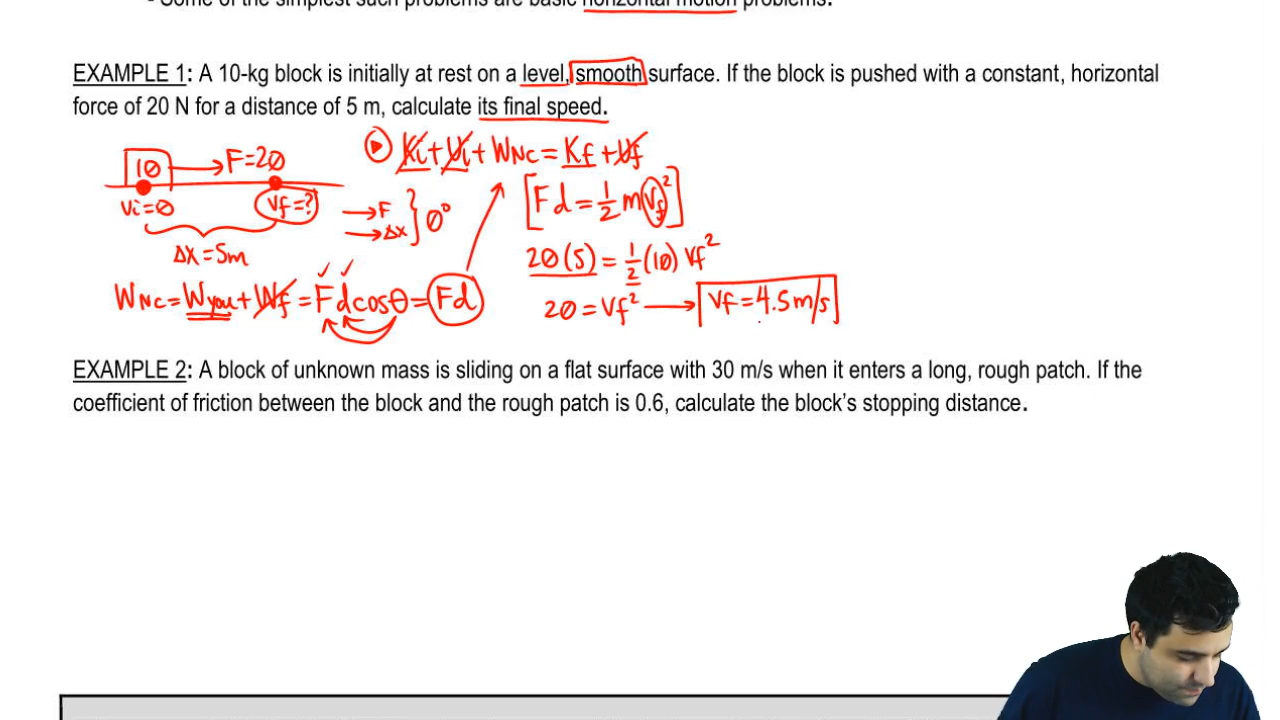 - Some of the simplest such problems are basic horizontal motion problems.
EXAMPLE 1: A 10-kg block is initially at rest on a level, smooth surface. If the block is pushed with a constant, horizontal
force of 20 N for a distance of 5 m, calculate its final speed.
10 → F=20
Vi=0 Vf=?
Δx=5m
→F
→Δx } 0°
Ki+Ui+WNC=Kf+Uf
[Fd=½m(Vf)²]
20(5)=½(10)Vf²
20=Vf² → Vf=4.5m/s
WNC=Wyou+Wf=Fdcosθ=Fd
EXAMPLE 2: A block of unknown mass is sliding on a flat surface with 30 m/s when it enters a long, rough patch. If the
coefficient of friction between the block and the rough patch is 0.6, calculate the block's stopping distance.